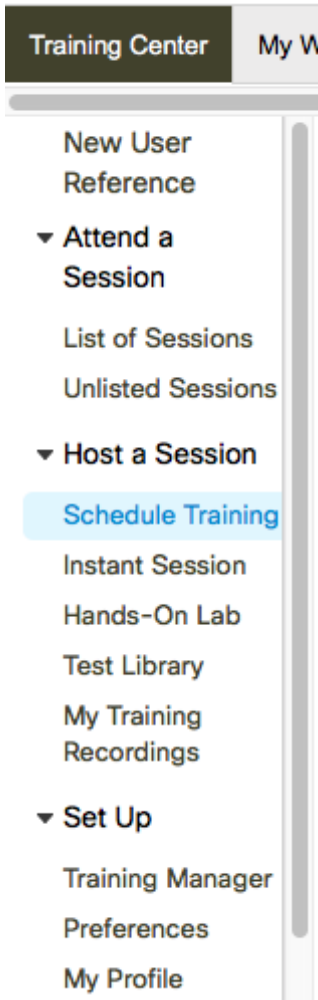 Training Center My W
New User
Reference
Attend a
Session
List of Sessions
Unlisted Sessions
Host a Session
Schedule Training
Instant Session
Hands-On Lab
Test Library
My Training
Recordings
Set Up
Training Manager
Preferences
My Profile